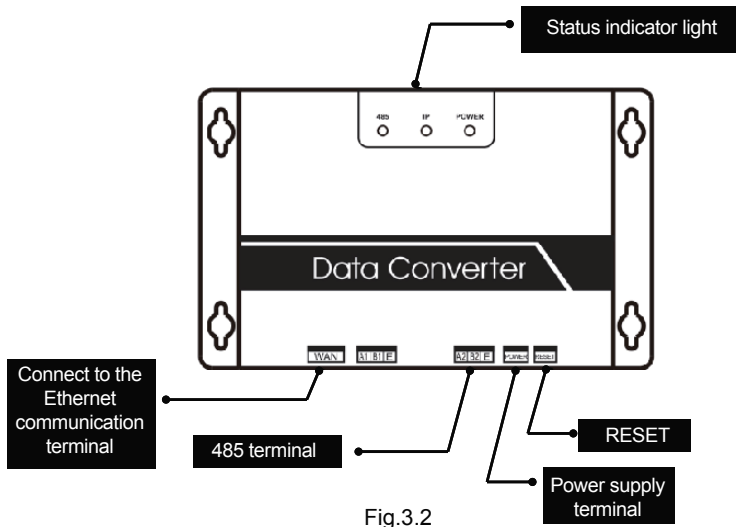 Status indicator light
485 IP POWER
Data Converter
WAN A1 B1 E A2 B2 E POWER RESET
Connect to the
Ethernet
communication
terminal
485 terminal
RESET
Power supply
terminal
Fig.3.2